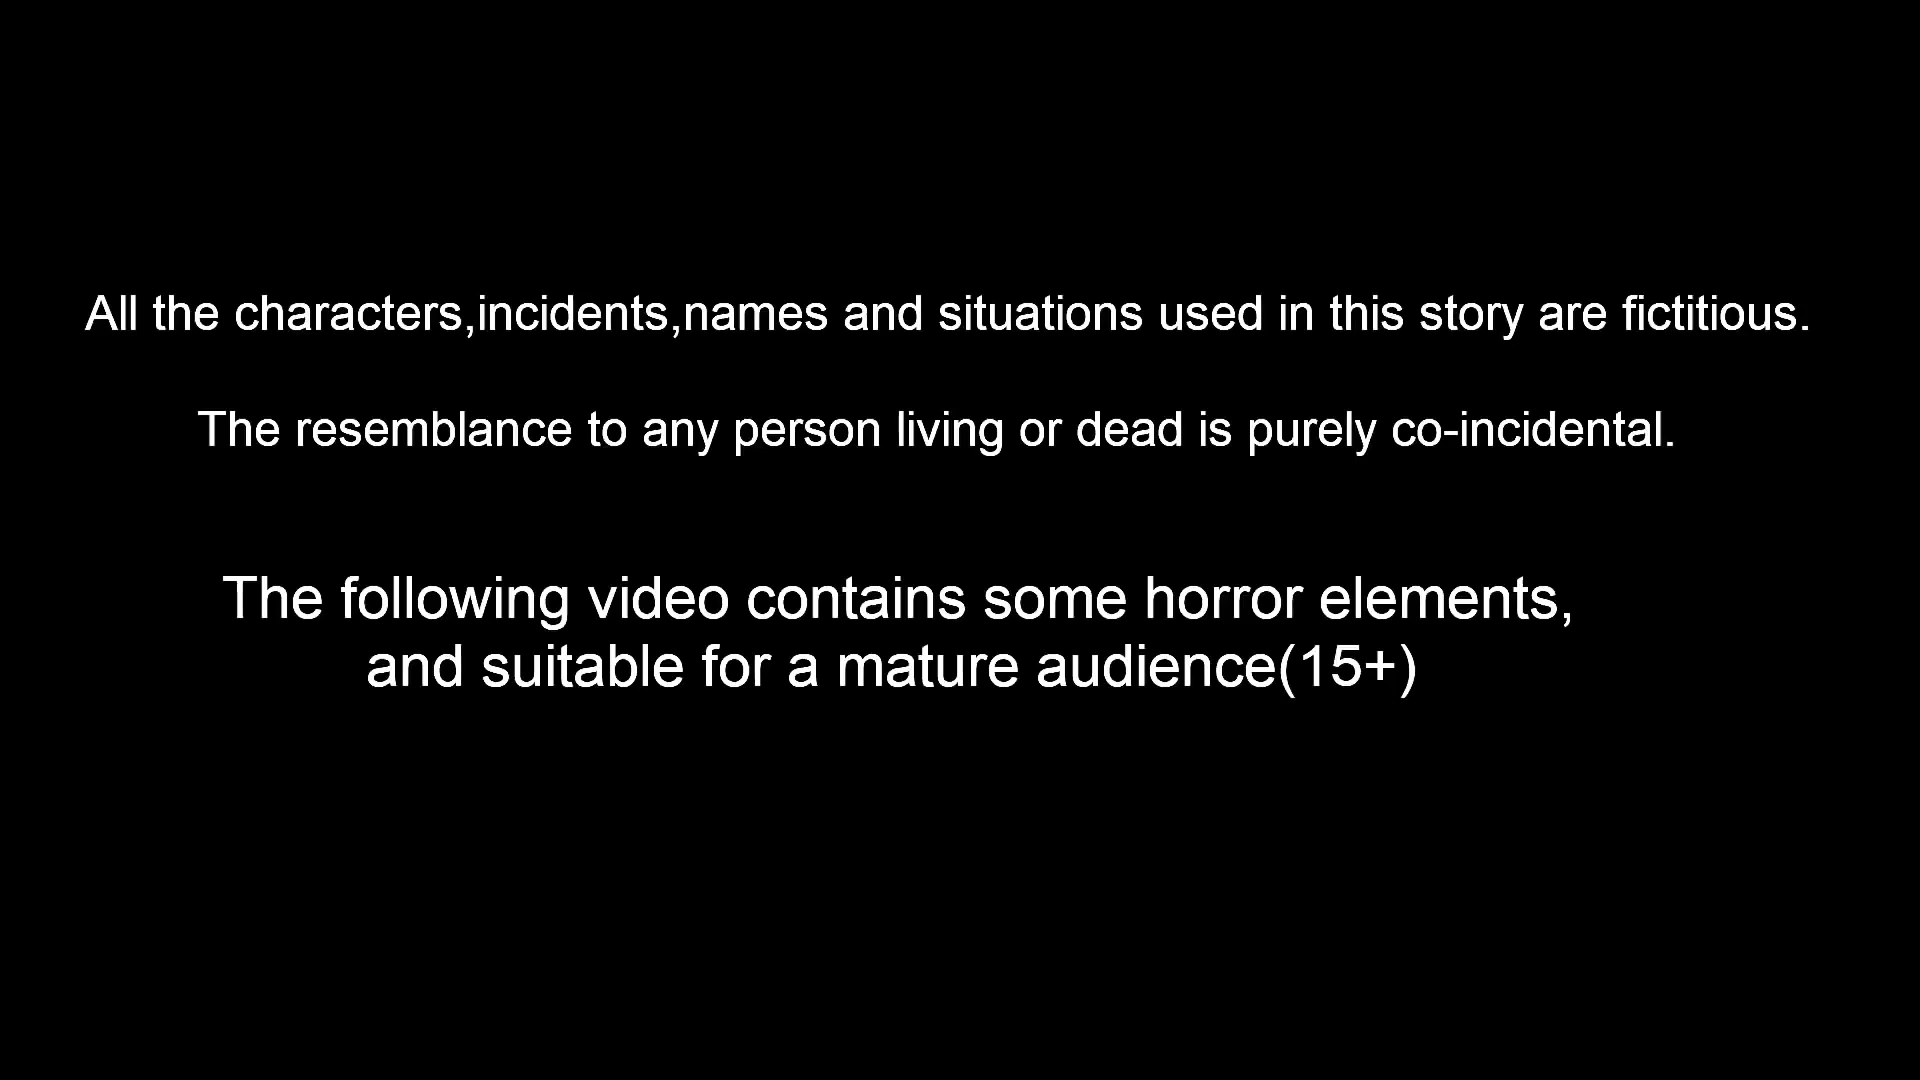 All the characters,incidents,names and situations used in this story are fictitious.
The resemblance to any person living or dead is purely co-incidental.
The following video contains some horror elements,
and suitable for a mature audience(15+)